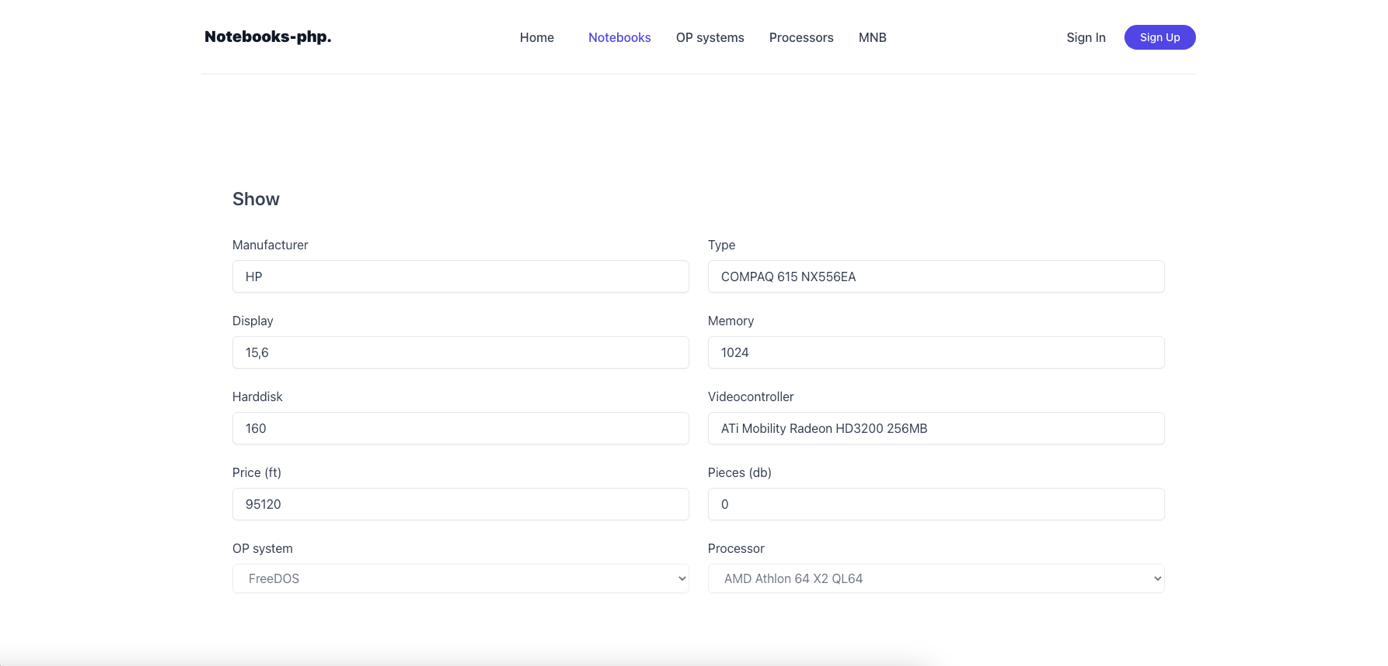 Notebooks-php. Home Notebooks OP systems Processors MNB Sign In Sign Up
Show
Manufacturer Type
HP COMPAQ 615 NX556EA
Display Memory
15,6 1024
Harddisk Videocontroller
160 ATi Mobility Radeon HD3200 256MB
Price (ft) Pieces (db)
95120 0
OP system Processor
FreeDOS AMD Athlon 64 X2 QL64